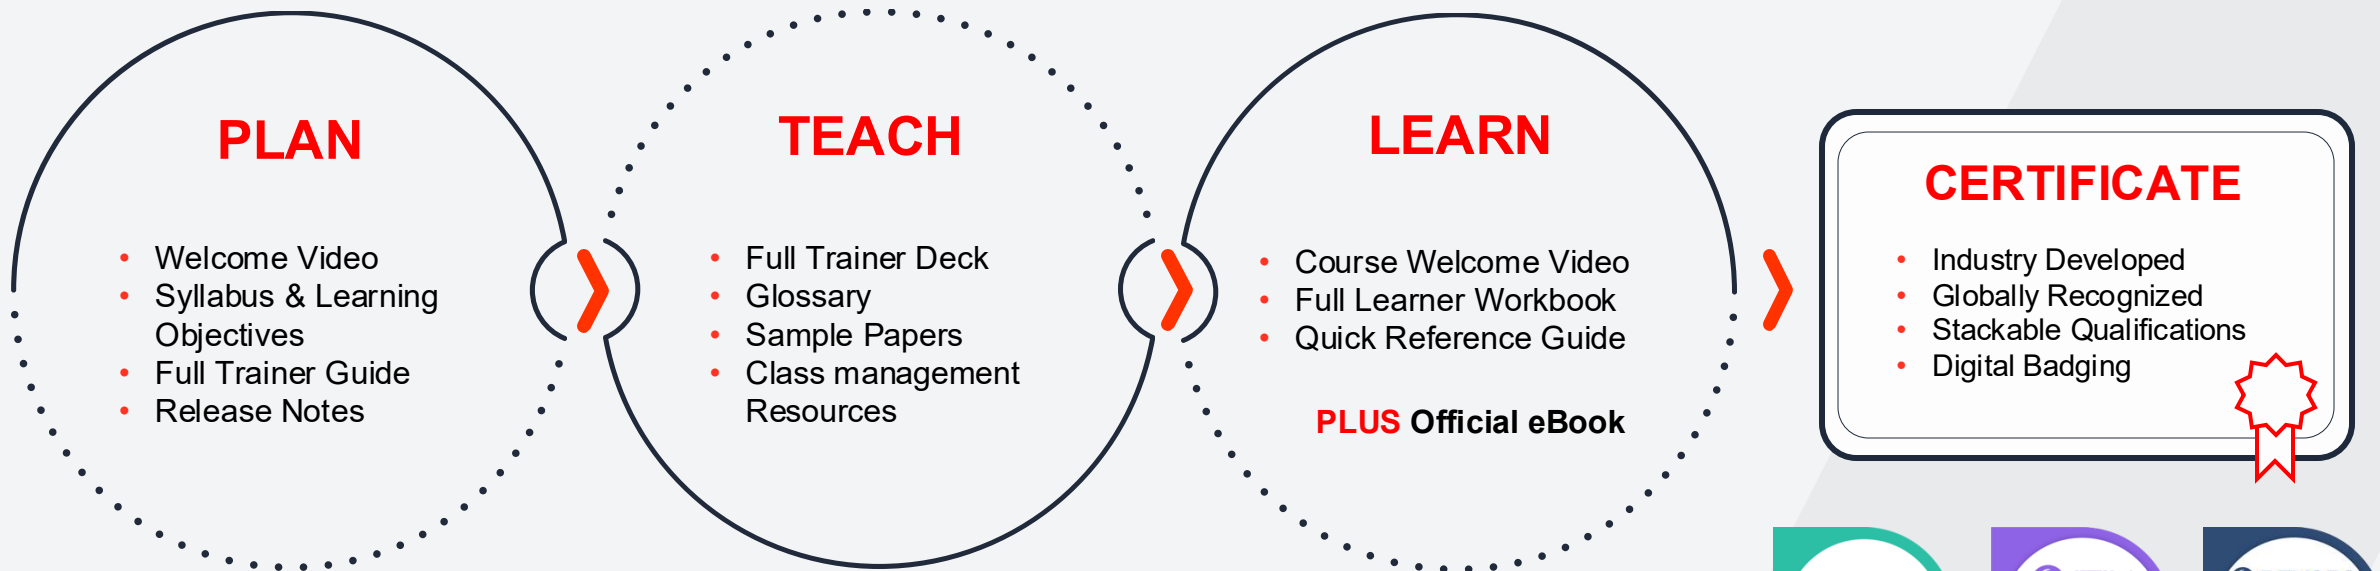 PLAN
• Welcome Video
• Syllabus & Learning
Objectives
• Full Trainer Guide
• Release Notes
TEACH
• Full Trainer Deck
• Glossary
• Sample Papers
• Class management
Resources
LEARN
• Course Welcome Video
• Full Learner Workbook
• Quick Reference Guide
PLUS Official eBook
CERTIFICATE
• Industry Developed
• Globally Recognized
• Stackable Qualifications
• Digital Badging